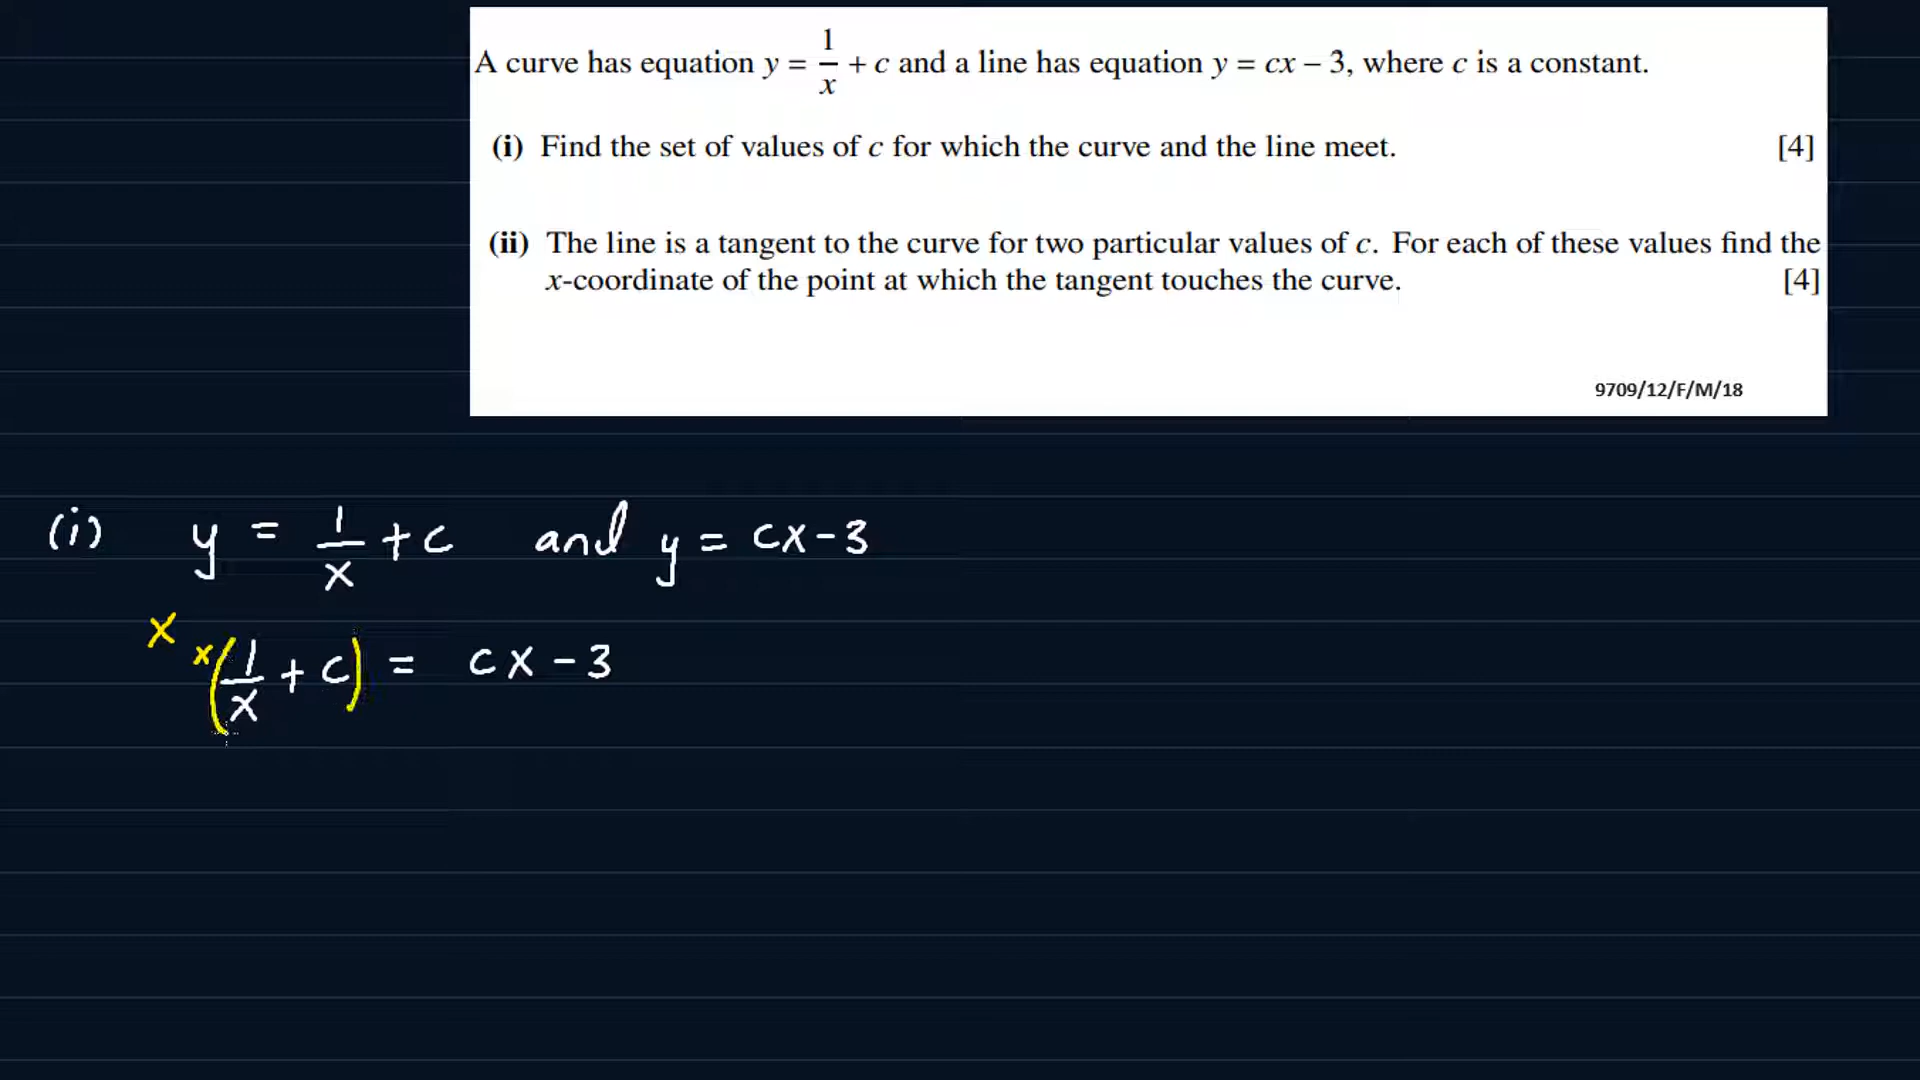 A curve has equation y = 1/x + c and a line has equation y = cx – 3, where c is a constant.
(i) Find the set of values of c for which the curve and the line meet. [4]
(ii) The line is a tangent to the curve for two particular values of c. For each of these values find the
x-coordinate of the point at which the tangent touches the curve. [4]
9709/12/F/M/18
(i) y = 1/x + c and y = cx - 3
x x(1/x + c) = cx - 3